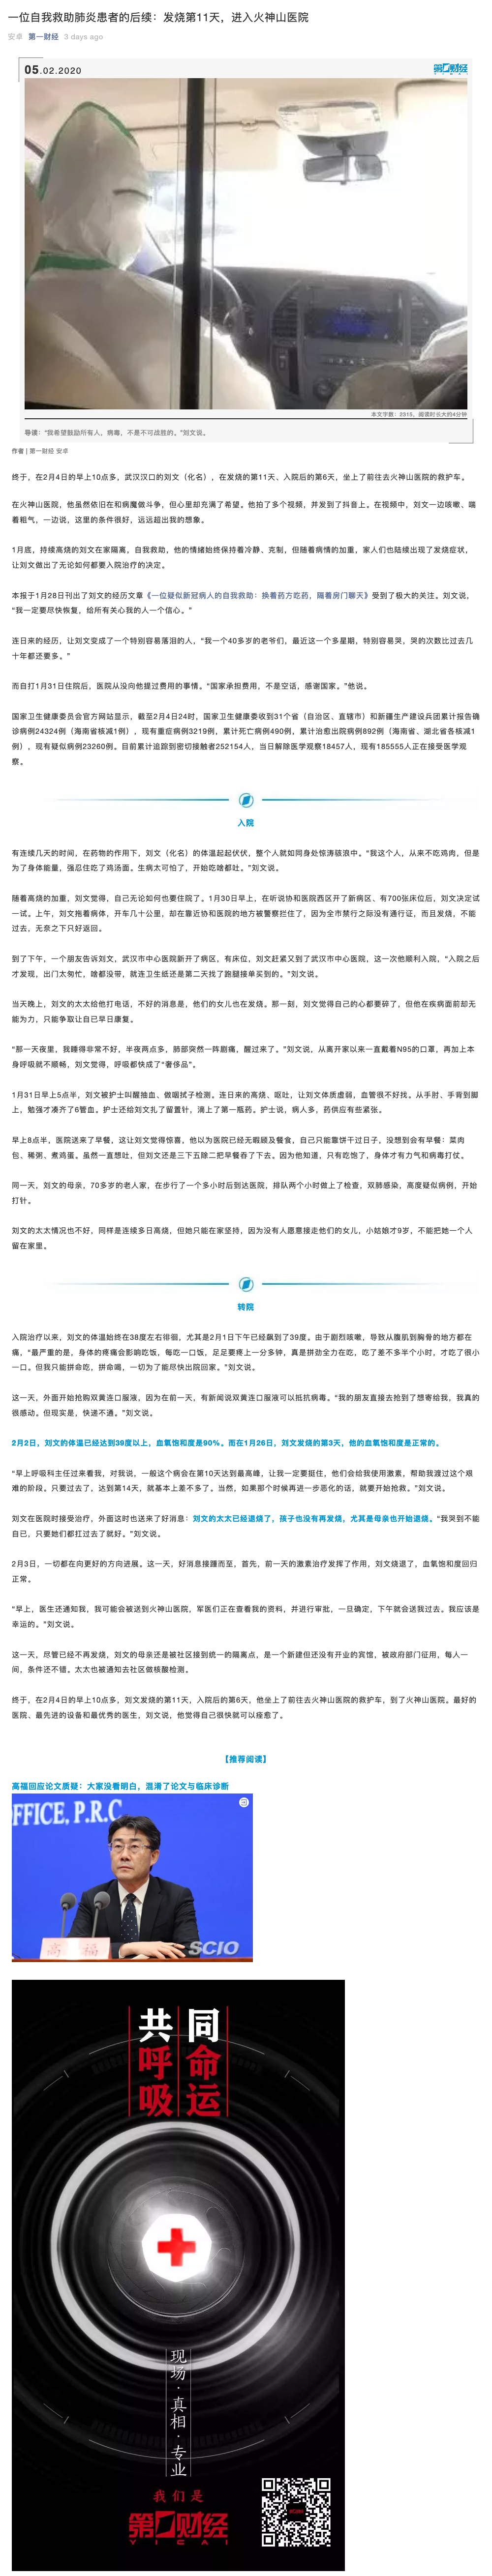 一位自我救助肺炎患者的后续：发烧第11天，进入火神山医院
安卓 第一财经 3 days ago
05.02.2020
第一财经
本文字数：2315，阅读时长大约4分钟
导读：“我希望鼓励所有人，病毒，不是不可战胜的。”刘文说。
作者 | 第一财经 安卓
终于，在2月4日的早上10点多，武汉汉口的刘文（化名），在发烧的第11天、入院后的第6天，坐上了前往去火神山医院的救护车。
在火神山医院，他虽然依旧在和病魔做斗争，但心里却充满了希望。他拍了多个视频，并发到了抖音上。在视频中，刘文一边咳嗽、喘
着粗气，一边说，这里的条件很好，远远超出我的想象。
1月底，持续高烧的刘文在家隔离，自我救助，他的情绪始终保持着冷静、克制，但随着病情的加重，家人们也陆续出现了发烧症状，
让刘文做出了无论如何都要入院治疗的决定。
本报于1月28日刊出了刘文的经历文章《一位疑似新冠病人的自我救助：换着药方吃药，隔着房门聊天》受到了极大的关注。刘文说，
“我一定要尽快恢复，给所有关心我的人一个信心。”
连日来的经历，让刘文变成了一个特别容易落泪的人，“我一个40多岁的老爷们，最近这一个多星期，特别容易哭，哭的次数比过去几
十年都还要多。”
而自打1月31日住院后，医院从没向他提过费用的事情。“国家承担费用，不是空话，感谢国家。”他说。
国家卫生健康委员会官方网站显示，截至2月4日24时，国家卫生健康委收到31个省（自治区、直辖市）和新疆生产建设兵团累计报告确
诊病例24324例（海南省核减1例），现有重症病例3219例，累计死亡病例490例，累计治愈出院病例892例（海南省、湖北省各核减1
例），现有疑似病例23260例。目前累计追踪到密切接触者252154人，当日解除医学观察18457人，现有185555人正在接受医学观
察。
入院
有连续几天的时间，在药物的作用下，刘文（化名）的体温起起伏伏，整个人就如同身处惊涛骇浪中。“我这个人，从来不吃鸡肉，但是
为了身体能量，强忍住吃了鸡汤面。生病太可怕了，开始吃啥都吐。”刘文说。
随着高烧的加重，刘文觉得，自己无论如何也要住院了。1月30日早上，在听说协和医院西区开了新病区、有700张床位后，刘文决定试
一试。上午，刘文拖着病体，开车几十公里，却在靠近协和医院的地方被警察拦住了，因为全市禁行之际没有通行证，而且发烧，不能
过去，无奈之下只好返回。
到了下午，一个朋友告诉刘文，武汉市中心医院新开了病区，有床位，刘文赶紧又到了武汉市中心医院，这一次他顺利入院，“入院之后
才发现，出门太匆忙，啥都没带，就连卫生纸还是第二天找了跑腿接单买到的。”刘文说。
当天晚上，刘文的太太给他打电话，不好的消息是，他们的女儿也在发烧。那一刻，刘文觉得自己的心都要碎了，但他在疾病面前却无
能为力，只能争取让自己早日康复。
“那一天夜里，我睡得非常不好，半夜两点多，肺部突然一阵剧痛，醒过来了。”刘文说，从离开家以来一直戴着N95的口罩，再加上本
身呼吸就不顺畅，刘文觉得，呼吸都快成了“奢侈品”。
1月31日早上5点半，刘文被护士叫醒抽血、做咽拭子检测。连日来的高烧、呕吐，让刘文体质虚弱，血管很不好找。从手肘、手背到脚
上，勉强才凑齐了6管血。护士还给刘文扎了留置针，滴上了第一瓶药。护士说，病人多，药供应有些紧张。
早上8点半，医院送来了早餐，这让刘文觉得惊喜，他以为医院已经无暇顾及餐食，自己只能靠饼干过日子，没想到会有早餐：菜肉
包、稀粥、煮鸡蛋。虽然一直想吐，但刘文还是三下五除二把早餐吞了下去。因为他知道，只有吃饱了，身体才有力气和病毒打仗。
同一天，刘文的母亲，70多岁的老人家，在步行了一个多小时后到达医院，排队两个小时做上了检查，双肺感染，高度疑似病例，开始
打针。
刘文的太太情况也不好，同样是连续多日高烧，但她只能在家坚持，因为没有人愿意接走他们的女儿，小姑娘才9岁，不能把她一个人
留在家里。
转院
入院治疗以来，刘文的体温始终在38度左右徘徊，尤其是2月1日下午已经飙到了39度。由于剧烈咳嗽，导致从腹肌到胸骨的地方都在
痛，“最严重的是，身体的疼痛会影响吃饭，每吃一口饭，足足要疼上一分多钟，真是拼劲全力在吃，吃了差不多半个小时，才吃了很小
一口。但我只能拼命吃，拼命喝，一切为了能尽快出院回家。”刘文说。
这一天，外面开始抢购双黄连口服液，因为在前一天，有新闻说双黄连口服液可以抵抗病毒。“我的朋友直接去抢到了想寄给我，我真的
很感动。但现实是，快递不通。”刘文说。
2月2日，刘文的体温已经达到39度以上，血氧饱和度是90%。而在1月26日，刘文发烧的第3天，他的血氧饱和度是正常的。
“早上呼吸科主任过来看我，对我说，一般这个病会在第10天达到最高峰，让我一定要挺住，他们会给我使用激素，帮助我渡过这个艰
难的阶段。只要过去了，达到第14天，就基本上差不多了。当然，如果那个时候再进一步恶化的话，就要开始抢救。”刘文说。
刘文在医院时接受治疗，外面这时也送来了好消息：刘文的太太已经退烧了，孩子也没有再发烧，尤其是母亲也开始退烧。“我哭到不能
自已，只要她们都扛过去了就好。”刘文说。
2月3日，一切都在向更好的方向进展。这一天，好消息接踵而至，首先，前一天的激素治疗发挥了作用，刘文烧退了，血氧饱和度回归
正常。
“早上，医生还通知我，我可能会被送到火神山医院，军医们正在查看我的资料，并进行审批，一旦确定，下午就会送我过去。我应该是
幸运的。”刘文说。
这一天，尽管已经不再发烧，刘文的母亲还是被社区接到统一的隔离点，是一个新建但还没有开业的宾馆，被政府部门征用，每人一
间，条件还不错。太太也被通知去社区做核酸检测。
终于，在2月4日的早上10点多，刘文发烧的第11天，入院后的第6天，他坐上了前往去火神山医院的救护车，到了火神山医院。最好的
医院、最先进的设备和最优秀的医生，刘文说，他觉得自己很快就可以痊愈了。
【推荐阅读】
高福回应论文质疑：大家没看明白，混淆了论文与临床诊断
FFICE, P.R.C
高 福
SCIO
共同
呼吸
命运
现场·真相·专业
我们是
第一财经
YICAI